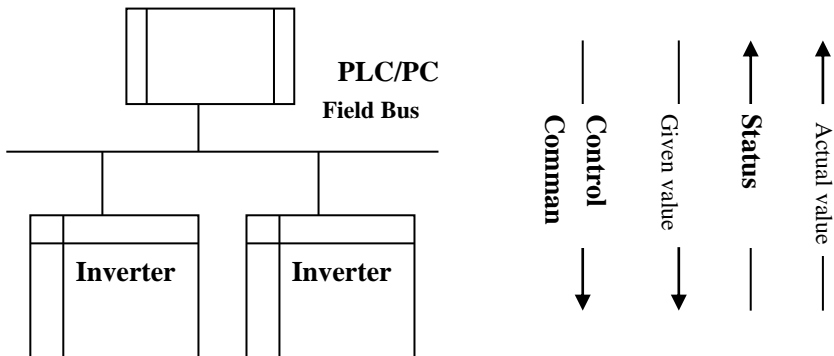 PLC/PC
Field Bus
Inverter
Inverter
Control
Comman
Given value
Status
Actual value